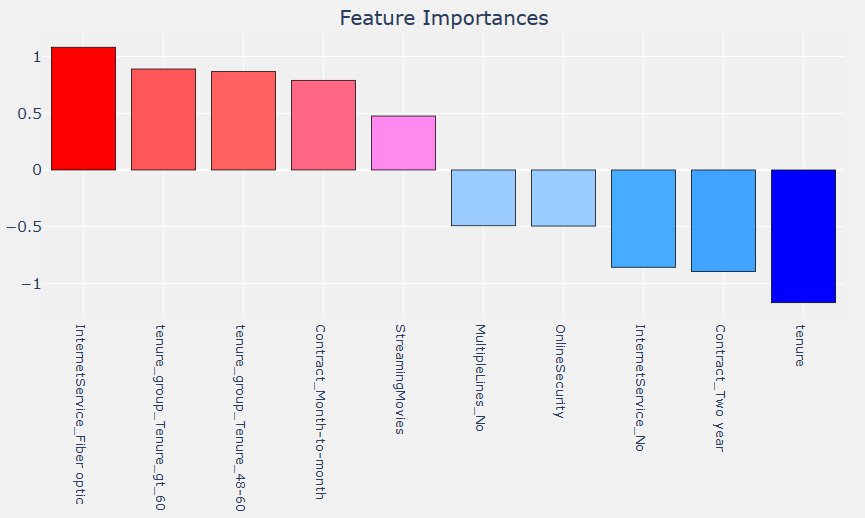 Feature Importances
1
0.5
0
−0.5
−1
InternetService_Fiber optic
tenure_group_Tenure_gt_60
tenure_group_Tenure_48-60
Contract_Month-to-month
StreamingMovies
MultipleLines_No
OnlineSecurity
InternetService_No
Contract_Two year
tenure